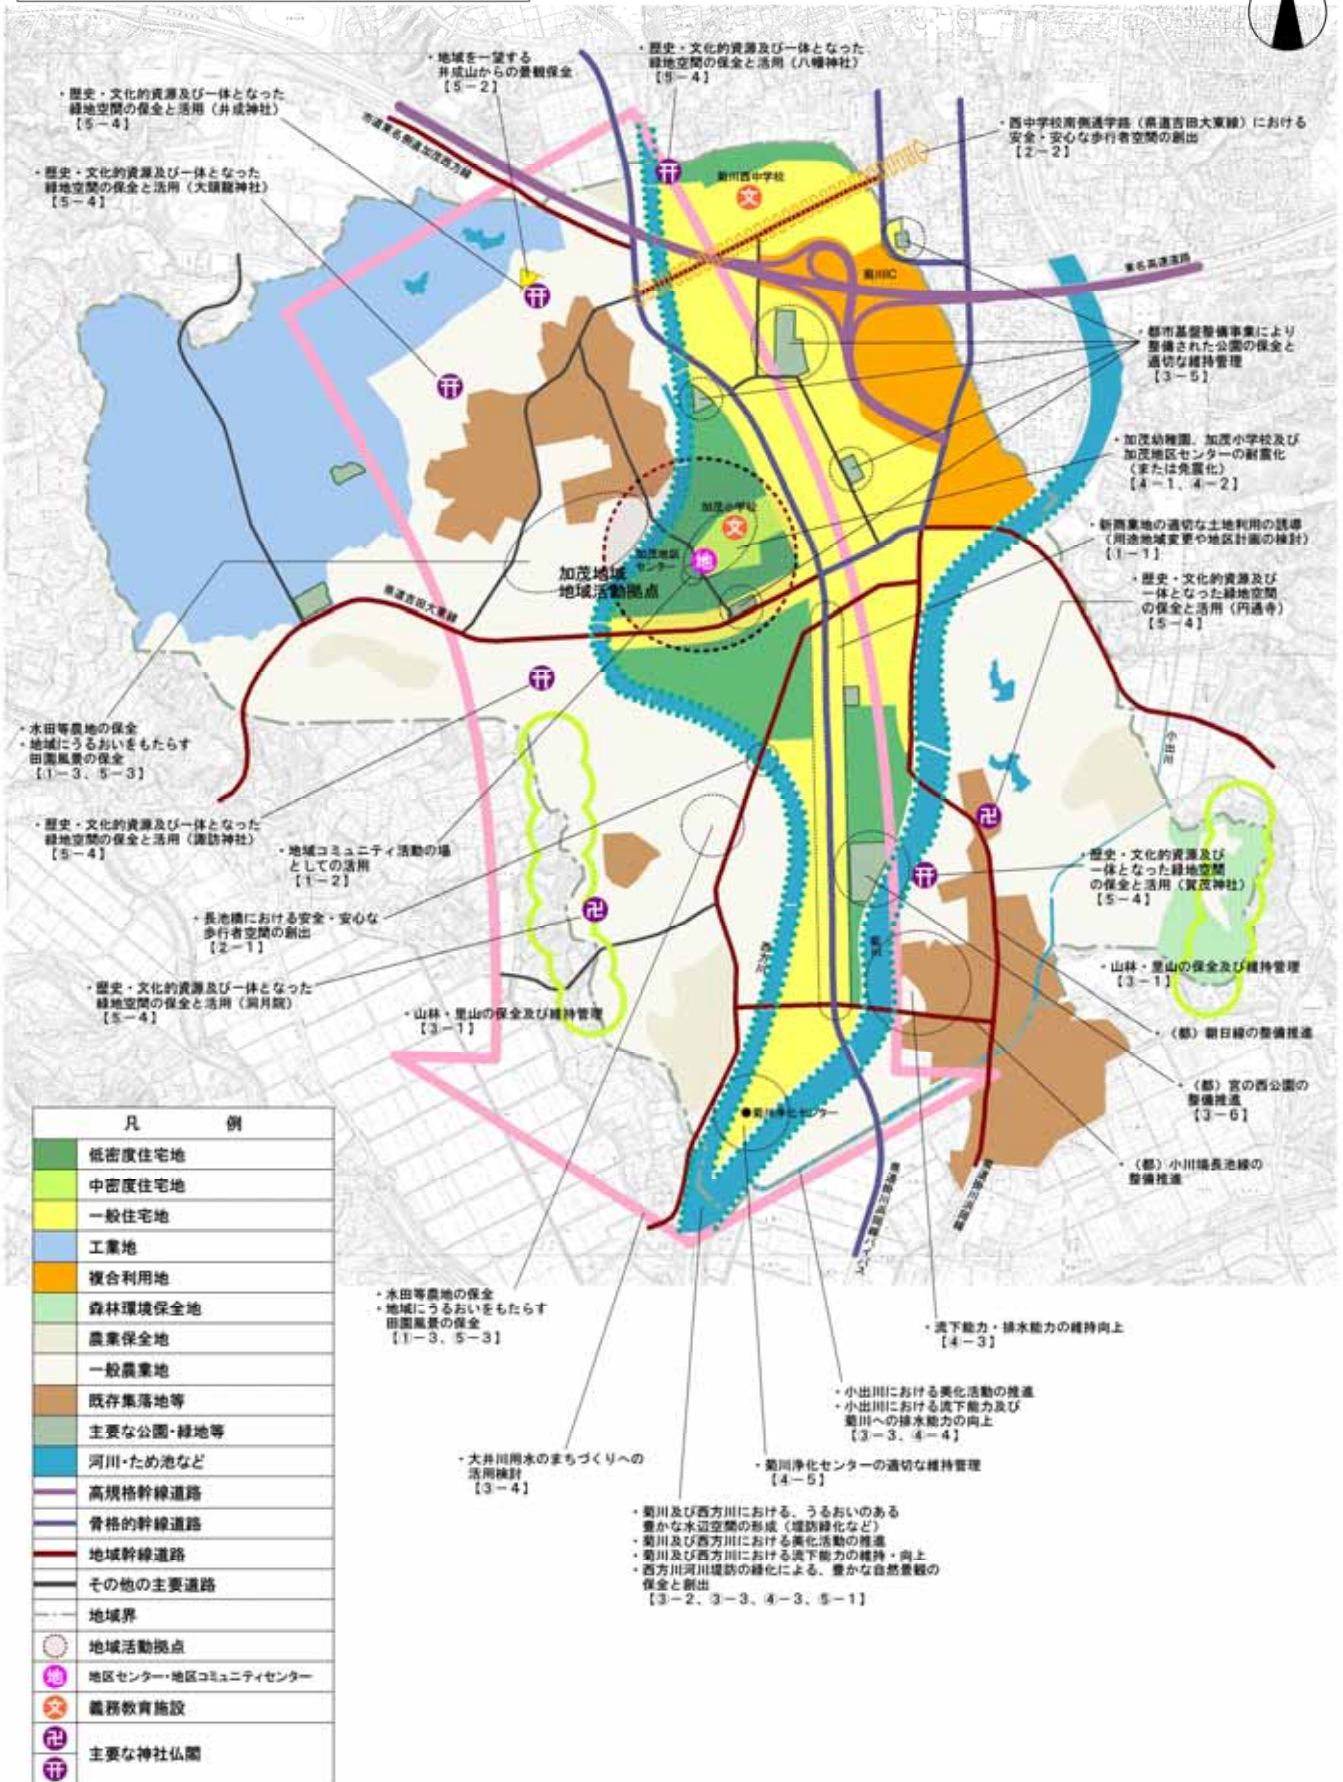 ・地域を一望する
井成山からの景観保全
【5－2】
・歴史・文化的資源及び一体となった
緑地空間の保全と活用（八幡神社）
【5－4】
・歴史・文化的資源及び一体となった
緑地空間の保全と活用（井成神社）
【5－4】
市道東名側道加茂西方線
・西中学校南側通学路（県道吉田大東線）における
安全・安心な歩行者空間の創出
【2－2】
・歴史・文化的資源及び一体となった
緑地空間の保全と活用（大頭龍神社）
【5－4】
菊川西中学校
文
菊川IC
東名高速道路
・都市基盤整備事業により
整備された公園の保全と
適切な維持管理
【3－5】
・加茂幼稚園、加茂小学校及び
加茂地区センターの耐震化
（または免震化）
【4－1、4－2】
加茂小学校
文
・新商業地の適切な土地利用の誘導
（用途地域変更や地区計画の検討）
【1－1】
加茂地区
センター
地
加茂地域
地域活動拠点
・歴史・文化的資源及び
一体となった緑地空間
の保全と活用（円通寺）
【5－4】
県道吉田大東線
・水田等農地の保全
・地域にうるおいをもたらす
田園風景の保全
【①－3、5－3】
小出川
・歴史・文化的資源及び一体となった
緑地空間の保全と活用（諏訪神社）
【5－4】
・地域コミュニティ活動の場
としての活用
【1－2】
・歴史・文化的資源及び
一体となった緑地空間
の保全と活用（賀茂神社）
【5－4】
・長池橋における安全・安心な
歩行者空間の創出
【2－1】
西方川
菊川
・山林・里山の保全及び維持管理
【3－1】
・歴史・文化的資源及び一体となった
緑地空間の保全と活用（洞月院）
【5－4】
・山林・里山の保全及び維持管理
【3－1】
・（都）朝日線の整備推進
・（都）宮の西公園の
整備推進
【3－6】
●菊川浄化センター
・（都）小川端長池線の
整備推進
県道掛川浜岡線バイパス
県道掛川浜岡線
凡例
低密度住宅地
中密度住宅地
一般住宅地
工業地
複合利用地
森林環境保全地
農業保全地
一般農業地
既存集落地等
主要な公園・緑地等
河川・ため池など
高規格幹線道路
骨格的幹線道路
地域幹線道路
その他の主要道路
地域界
地域活動拠点
地 地区センター・地区コミュニティセンター
文 義務教育施設
卍
主要な神社仏閣
・水田等農地の保全
・地域にうるおいをもたらす
田園風景の保全
【①－3、⑤－3】
・流下能力・排水能力の維持向上
【④－3】
・小出川における美化活動の推進
・小出川における流下能力及び
菊川への排水能力の向上
【③－3、④－4】
・大井川用水のまちづくりへの
活用検討
【3－4】
・菊川浄化センターの適切な維持管理
【4－5】
・菊川及び西方川における、うるおいのある
豊かな水辺空間の形成（堤防緑化など）
・菊川及び西方川における美化活動の推進
・菊川及び西方川における流下能力の維持・向上
・西方川河川堤防の緑化による、豊かな自然景観の
保全と創出
【③－2、③－3、④－3、⑤－1】